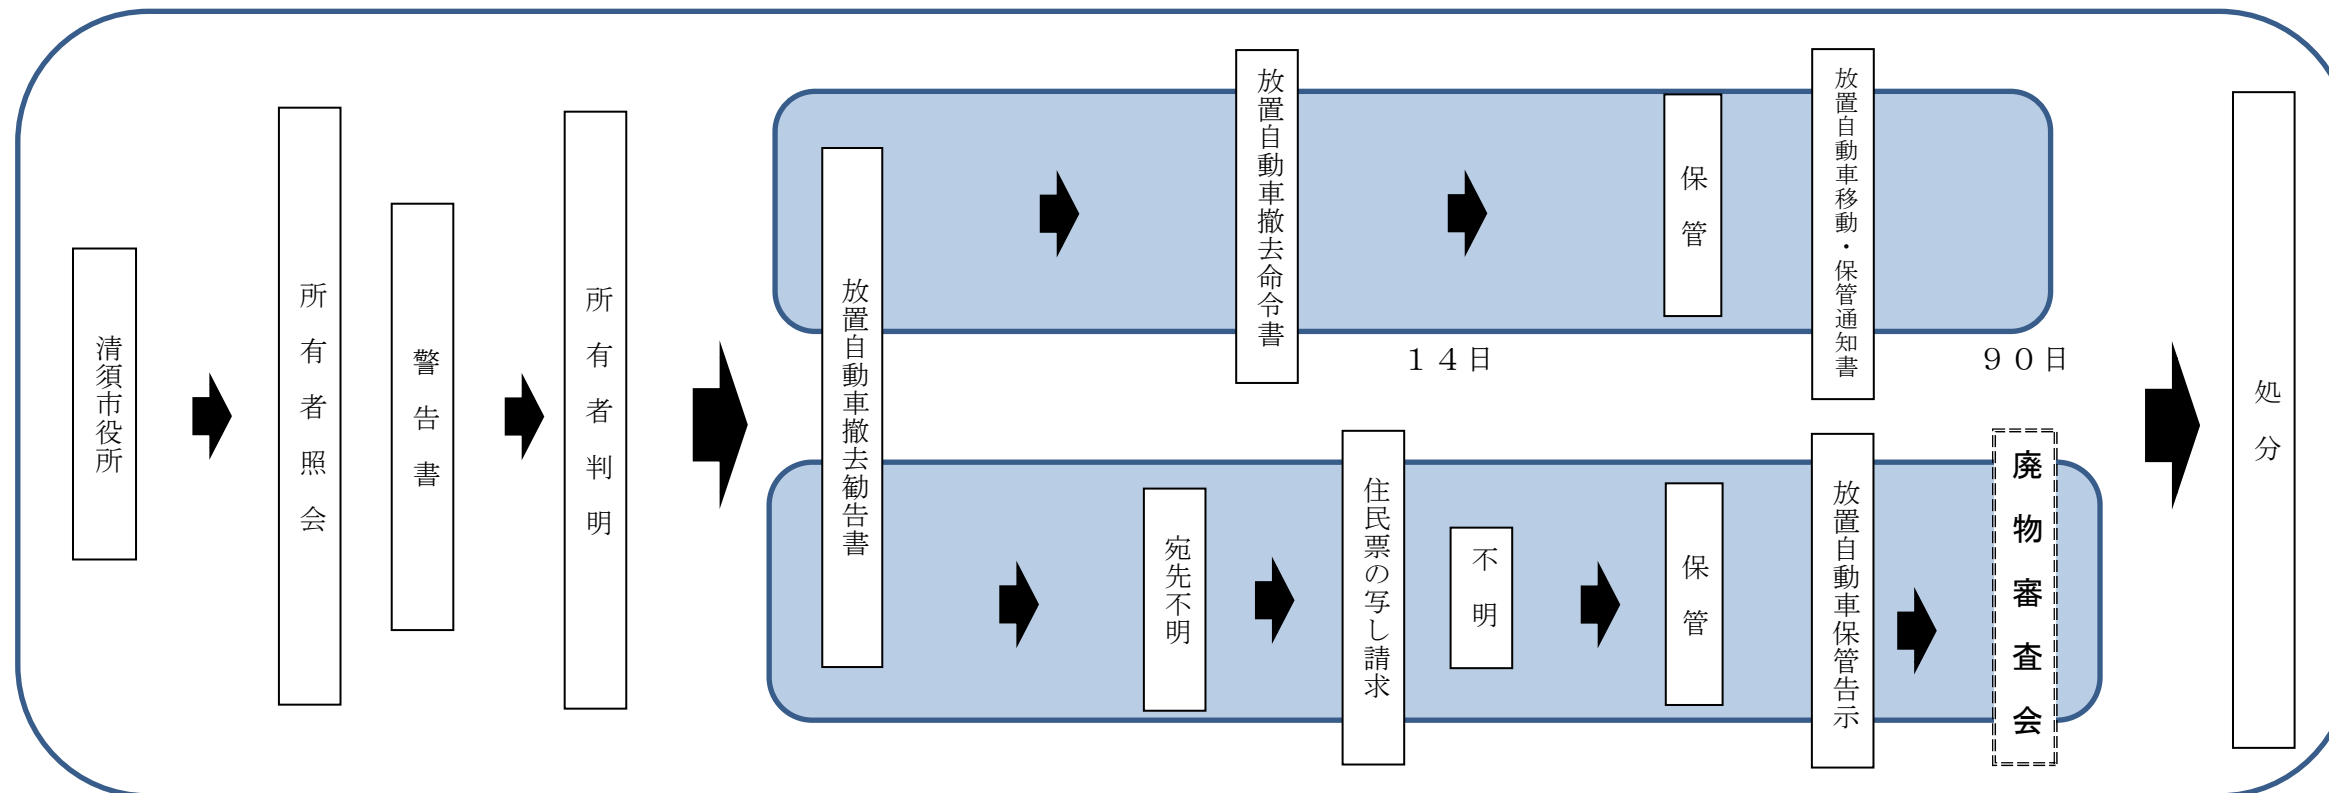 清須市役所
所有者照会
警告書
所有者判明
放置自動車撤去勧告書
放置自動車撤去命令書
１４日
保管
放置自動車移動・保管通知書
９０日
宛先不明
住民票の写し請求
不明
保管
放置自動車保管告示
廃物審査会
処分